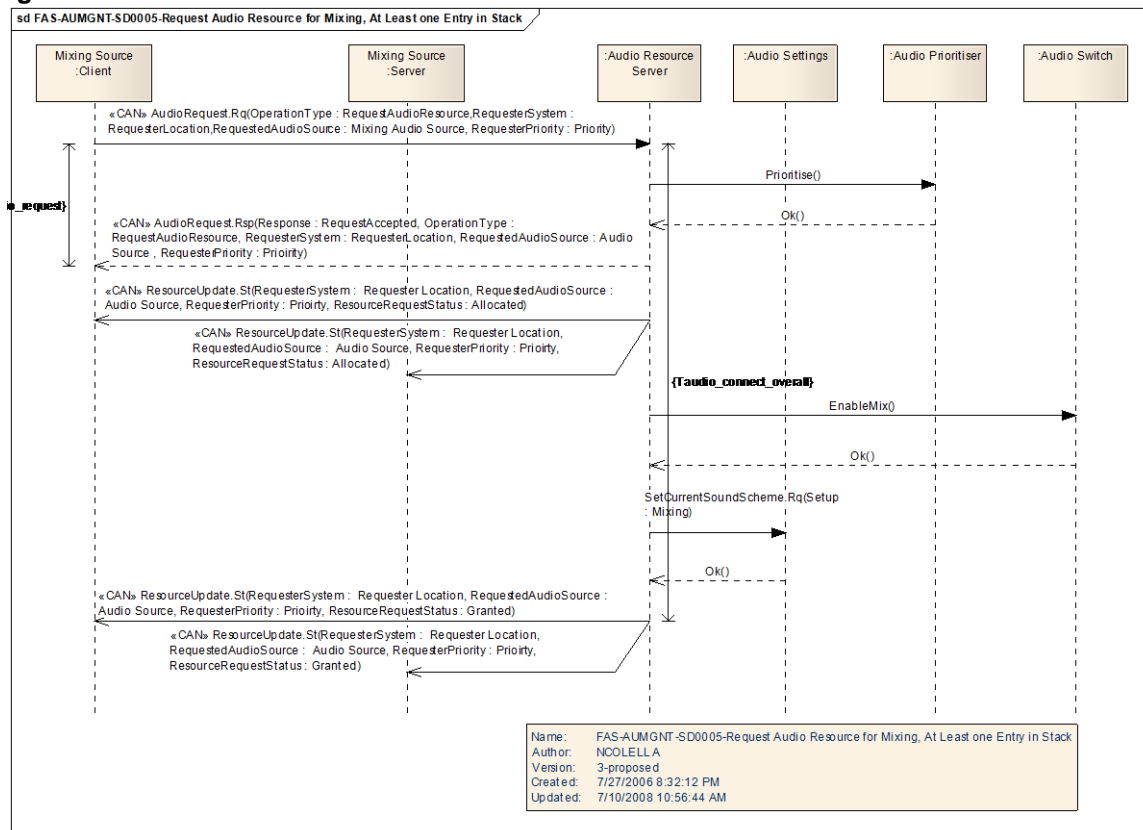 sd FAS-AUMGNT-SD0005-Request Audio Resource for Mixing, At Least one Entry in Stack
Mixing Source
:Client
Mixing Source
:Server
:Audio Resource
Server
:Audio Settings
:Audio Prioritiser
:Audio Switch
«CAN» AudioRequest.Rq(OperationType : RequestAudioResource,RequesterSystem :
RequesterLocation,RequestedAudioSource : Mixing Audio Source, RequesterPriority : Priority)
Prioritise()
io_request}
Ok()
«CAN» AudioRequest.Rsp(Response : RequestAccepted, OperationType :
RequestAudioResource, RequesterSystem : RequesterLocation, RequestedAudioSource : Audio
Source , RequesterPriority : Prioirity)
«CAN» ResourceUpdate.St(RequesterSystem : Requester Location, RequestedAudioSource :
Audio Source, RequesterPriority : Prioirty, ResourceRequestStatus : Allocated)
«CAN» ResourceUpdate.St(RequesterSystem : Requester Location,
RequestedAudioSource : Audio Source, RequesterPriority : Prioirty,
ResourceRequestStatus : Allocated)
{Taudio_connect_overall}
EnableMix()
Ok()
SetCurrentSoundScheme.Rq(Setup
: Mixing)
Ok()
«CAN» ResourceUpdate.St(RequesterSystem : Requester Location, RequestedAudioSource :
Audio Source, RequesterPriority : Prioirty, ResourceRequestStatus : Granted)
«CAN» ResourceUpdate.St(RequesterSystem : Requester Location,
RequestedAudioSource : Audio Source, RequesterPriority : Prioirty,
ResourceRequestStatus : Granted)
Name: FAS-AUMGNT-SD0005-Request Audio Resource for Mixing, At Least one Entry in Stack
Author: NCOLELLA
Version: 3-proposed
Created: 7/27/2006 8:32:12 PM
Updated: 7/10/2008 10:56:44 AM